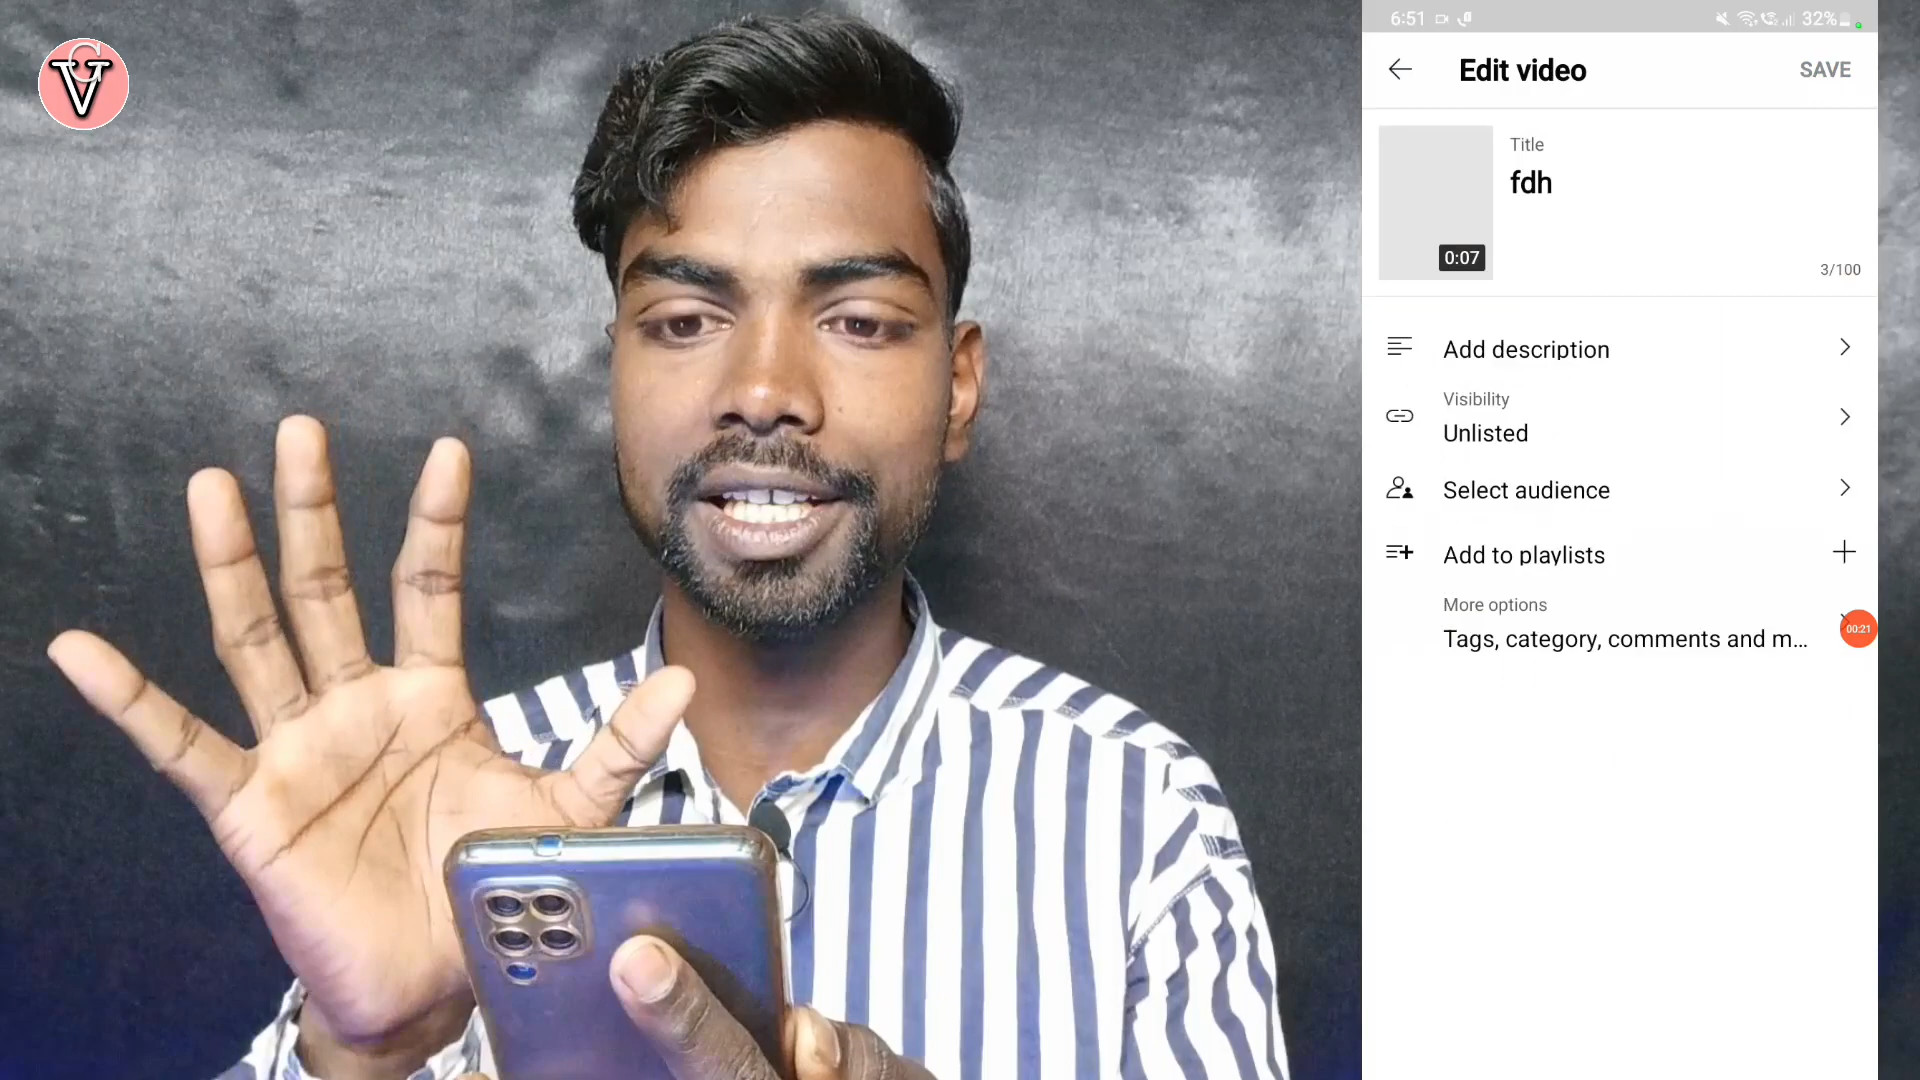 VG
6:51
32%
Edit video
SAVE
Title
fdh
0:07
3/100
Add description
Visibility
Unlisted
Select audience
Add to playlists
More options
Tags, category, comments and m...
00:21